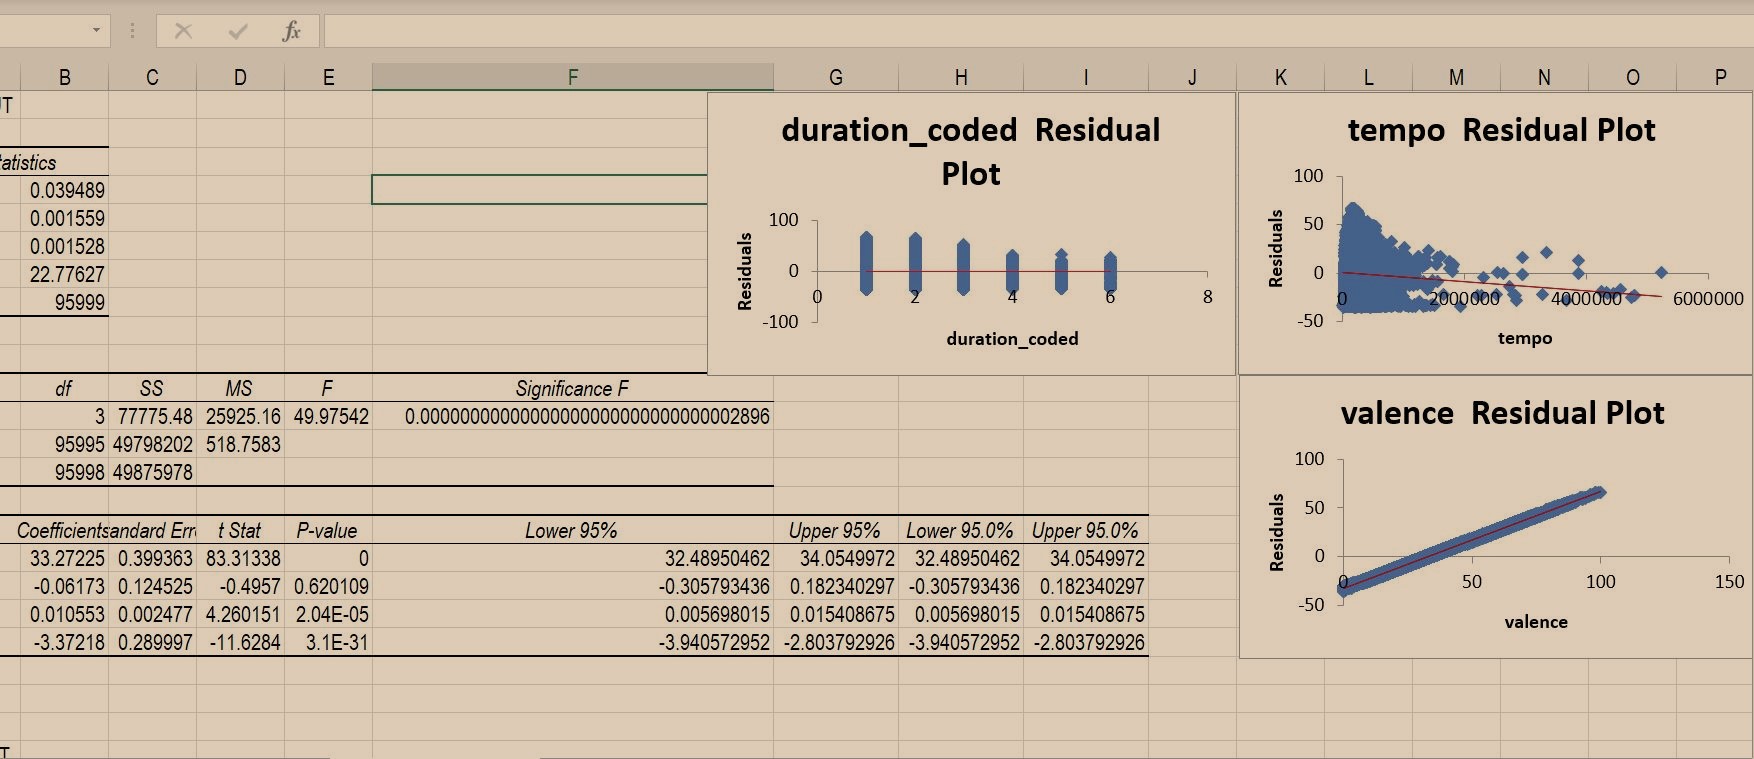 fx
B C D E F G H I J K L M N O P
UT
tatistics
0.039489
0.001559
0.001528
22.77627
95999
df SS MS F Significance F
3 77775.48 25925.16 49.97542 0.00000000000000000000000000000002896
95995 49798202 518.7583
95998 49875978
Coefficients andard Err t Stat P-value Lower 95% Upper 95% Lower 95.0% Upper 95.0%
33.27225 0.399363 83.31338 0 32.48950462 34.0549972 32.48950462 34.0549972
-0.06173 0.124525 -0.4957 0.620109 -0.305793436 0.182340297 -0.305793436 0.182340297
0.010553 0.002477 4.260151 2.04E-05 0.005698015 0.015408675 0.005698015 0.015408675
-3.37218 0.289997 -11.6284 3.1E-31 -3.940572952 -2.803792926 -3.940572952 -2.803792926
duration_coded Residual
Plot
100
0
-100
Residuals
0 2 4 6 8
duration_coded
tempo Residual Plot
100
50
0
-50
Residuals
0 2000000 4000000 6000000
tempo
valence Residual Plot
100
50
0
-50
Residuals
0 50 100 150
valence